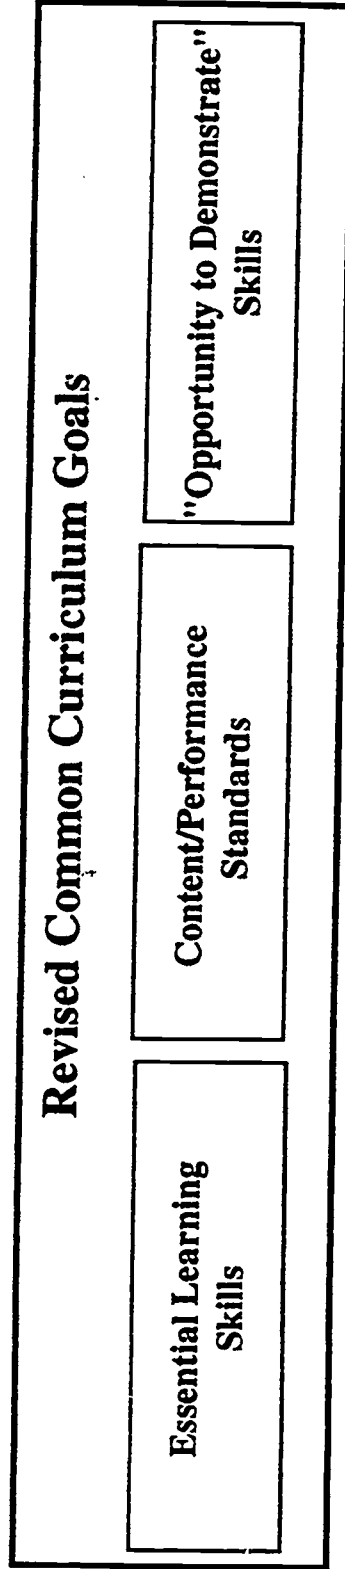 Revised Common Curriculum Goals
Essential Learning
Skills
Content/Performance
Standards
"Opportunity to Demonstrate"
Skills